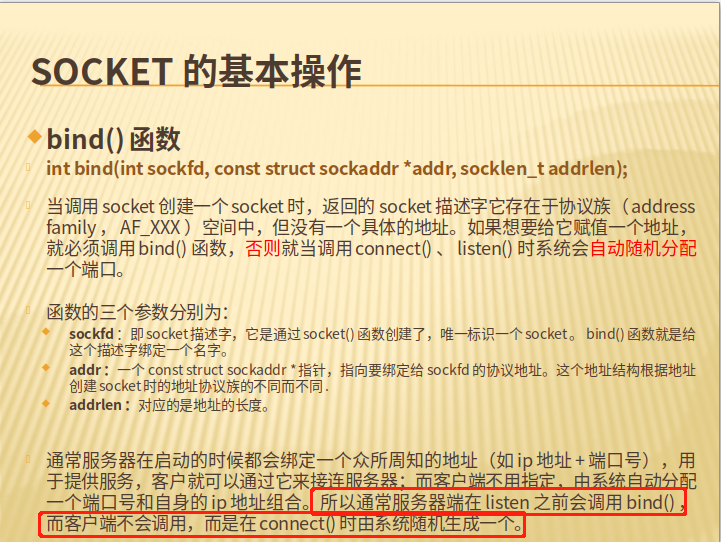 SOCKET 的基本操作
bind() 函数
int bind(int sockfd, const struct sockaddr *addr, socklen_t addrlen);
当调用 socket 创建一个 socket 时，返回的 socket 描述字它存在于协议族（ address
family ， AF_XXX ）空间中，但没有一个具体的地址。如果想要给它赋值一个地址，
就必须调用 bind() 函数，否则就当调用 connect() 、 listen() 时系统会自动随机分配
一个端口。
函数的三个参数分别为：
sockfd ：即 socket 描述字，它是通过 socket() 函数创建了，唯一标识一个 socket 。 bind() 函数就是给
这个描述字绑定一个名字。
addr ：一个 const struct sockaddr * 指针，指向要绑定给 sockfd 的协议地址。这个地址结构根据地址
创建 socket 时的地址协议族的不同而不同 .
addrlen ：对应的是地址的长度。
通常服务器在启动的时候都会绑定一个众所周知的地址（如 ip 地址 + 端口号），用
于提供服务，客户就可以通过它来接连服务器；而客户端不用指定，由系统自动分配
一个端口号和自身的 ip 地址组合。所以通常服务器端在 listen 之前会调用 bind() ，
而客户端不会调用，而是在 connect() 时由系统随机生成一个。